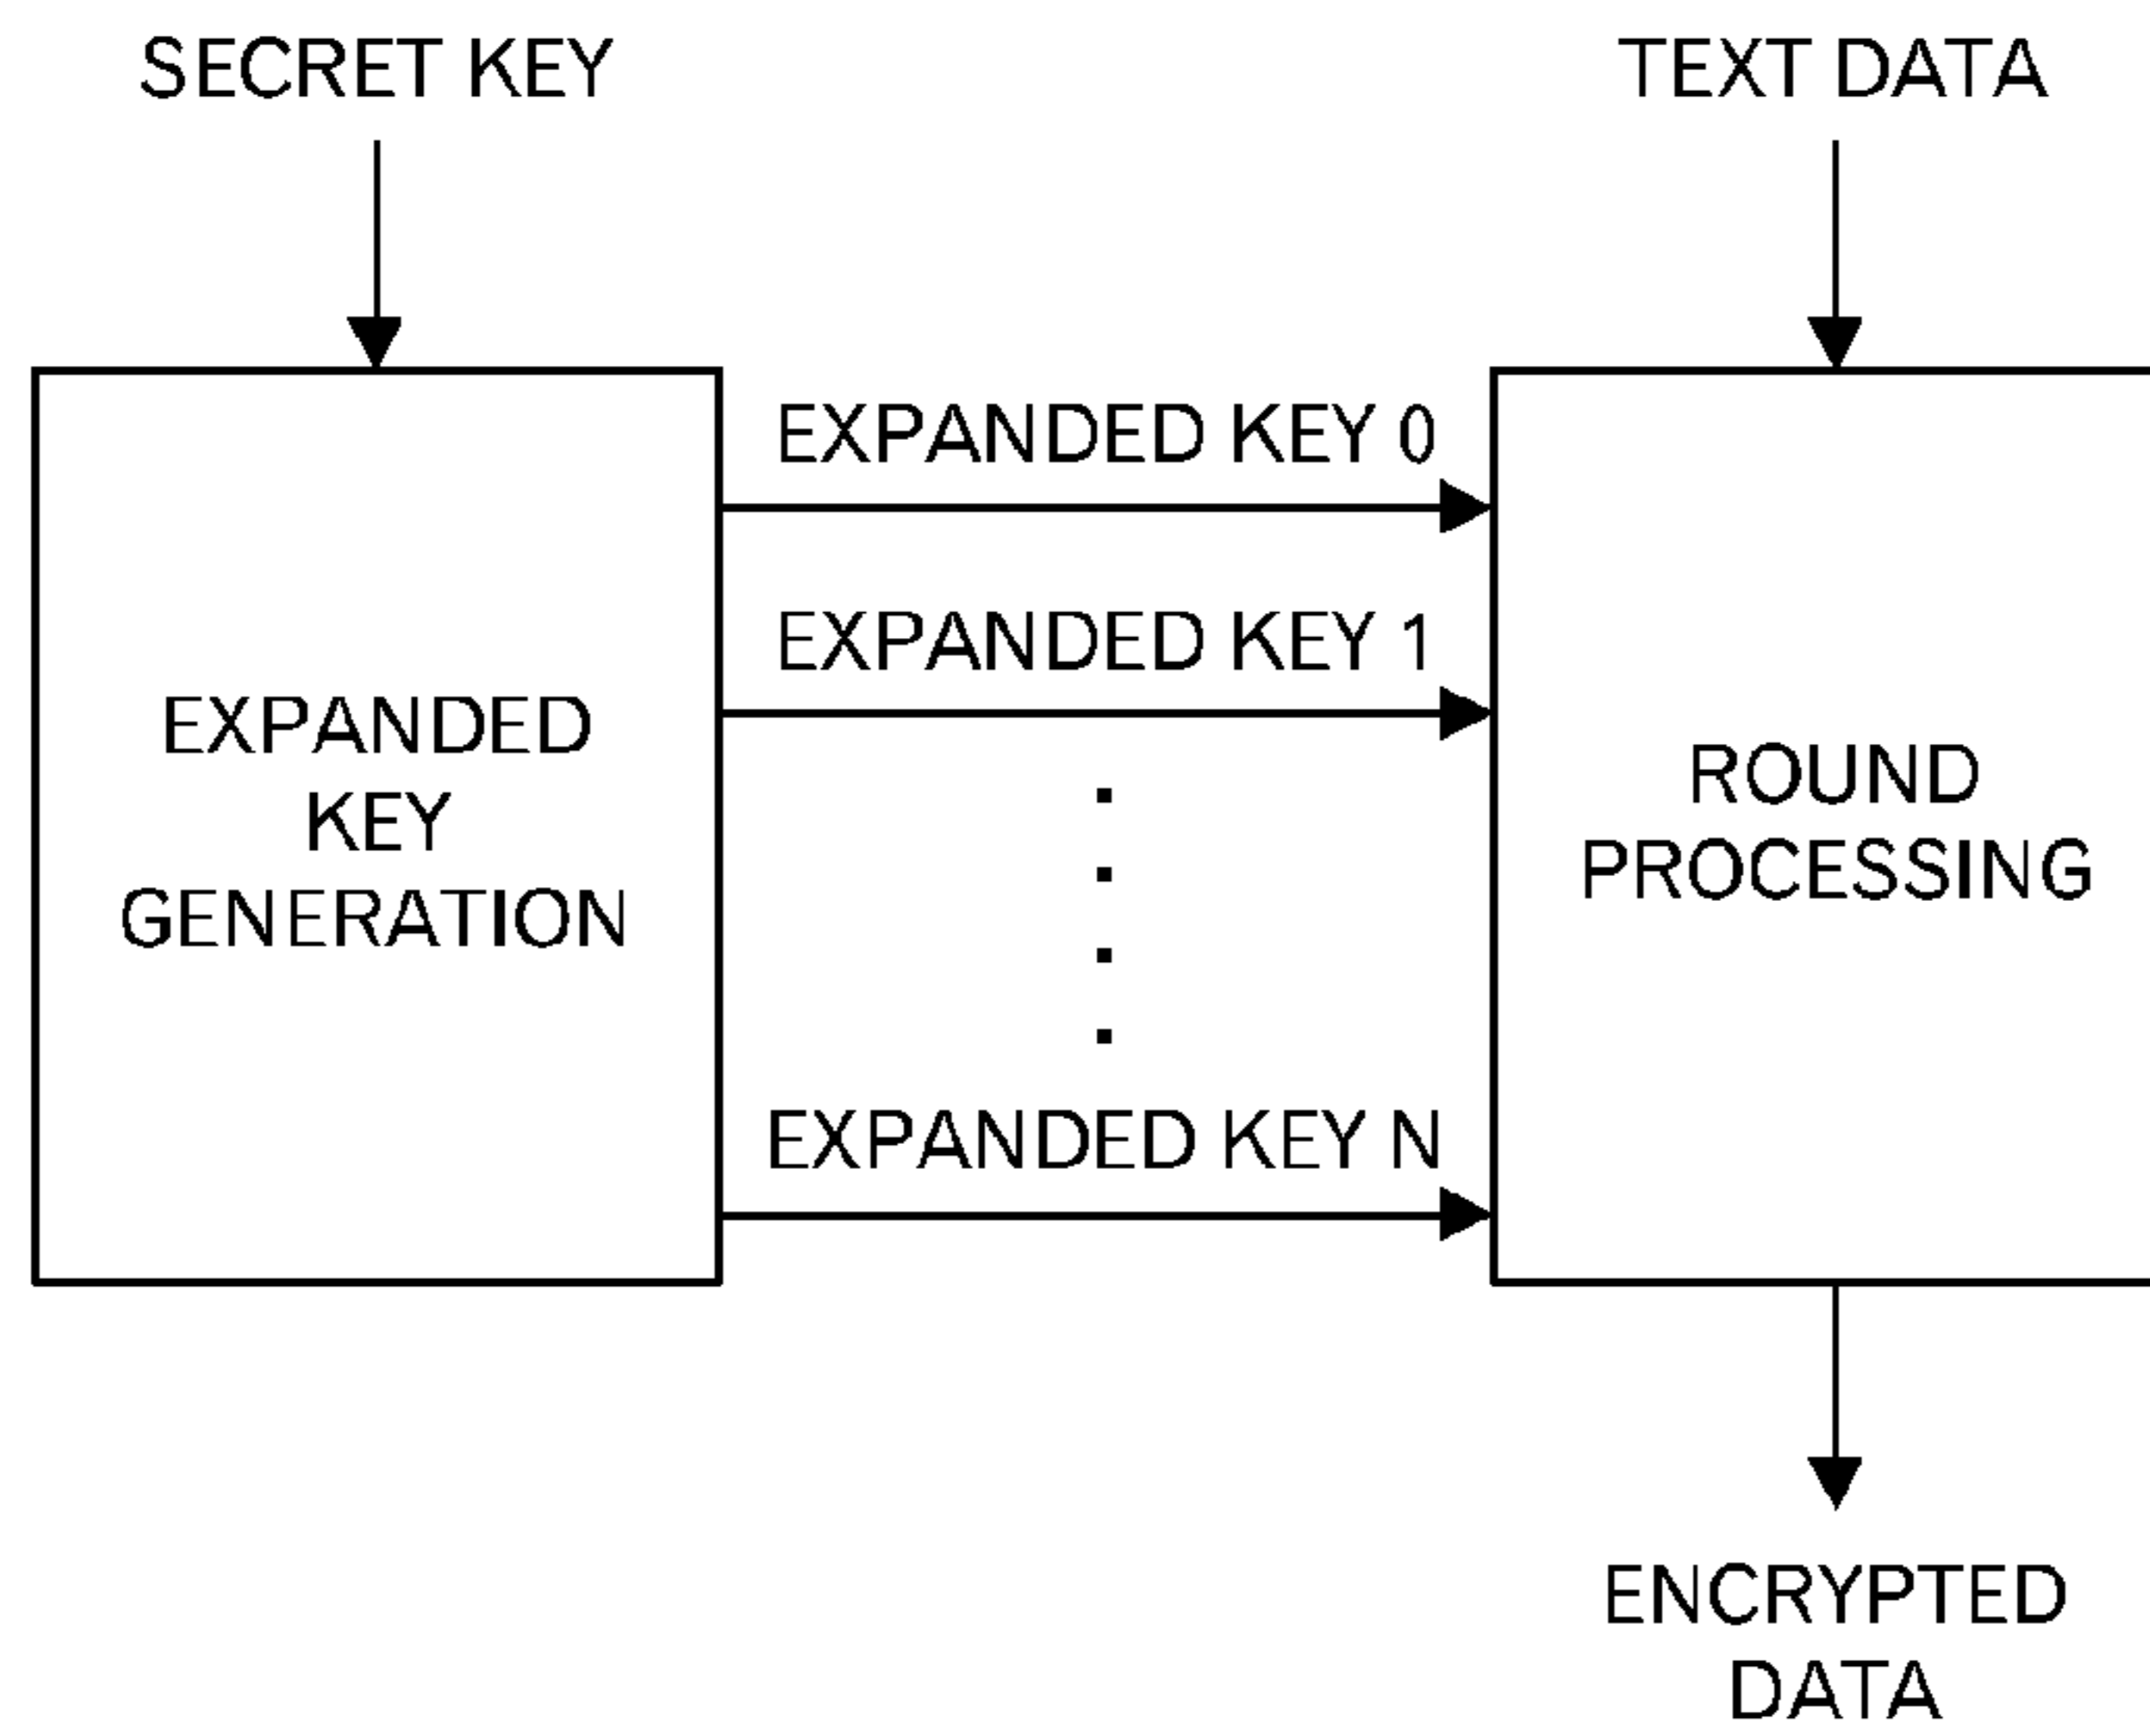 SECRET KEY
TEXT DATA
EXPANDED KEY 0
EXPANDED KEY 1
EXPANDED
KEY
GENERATION
ROUND
PROCESSING
EXPANDED KEY N
ENCRYPTED
DATA